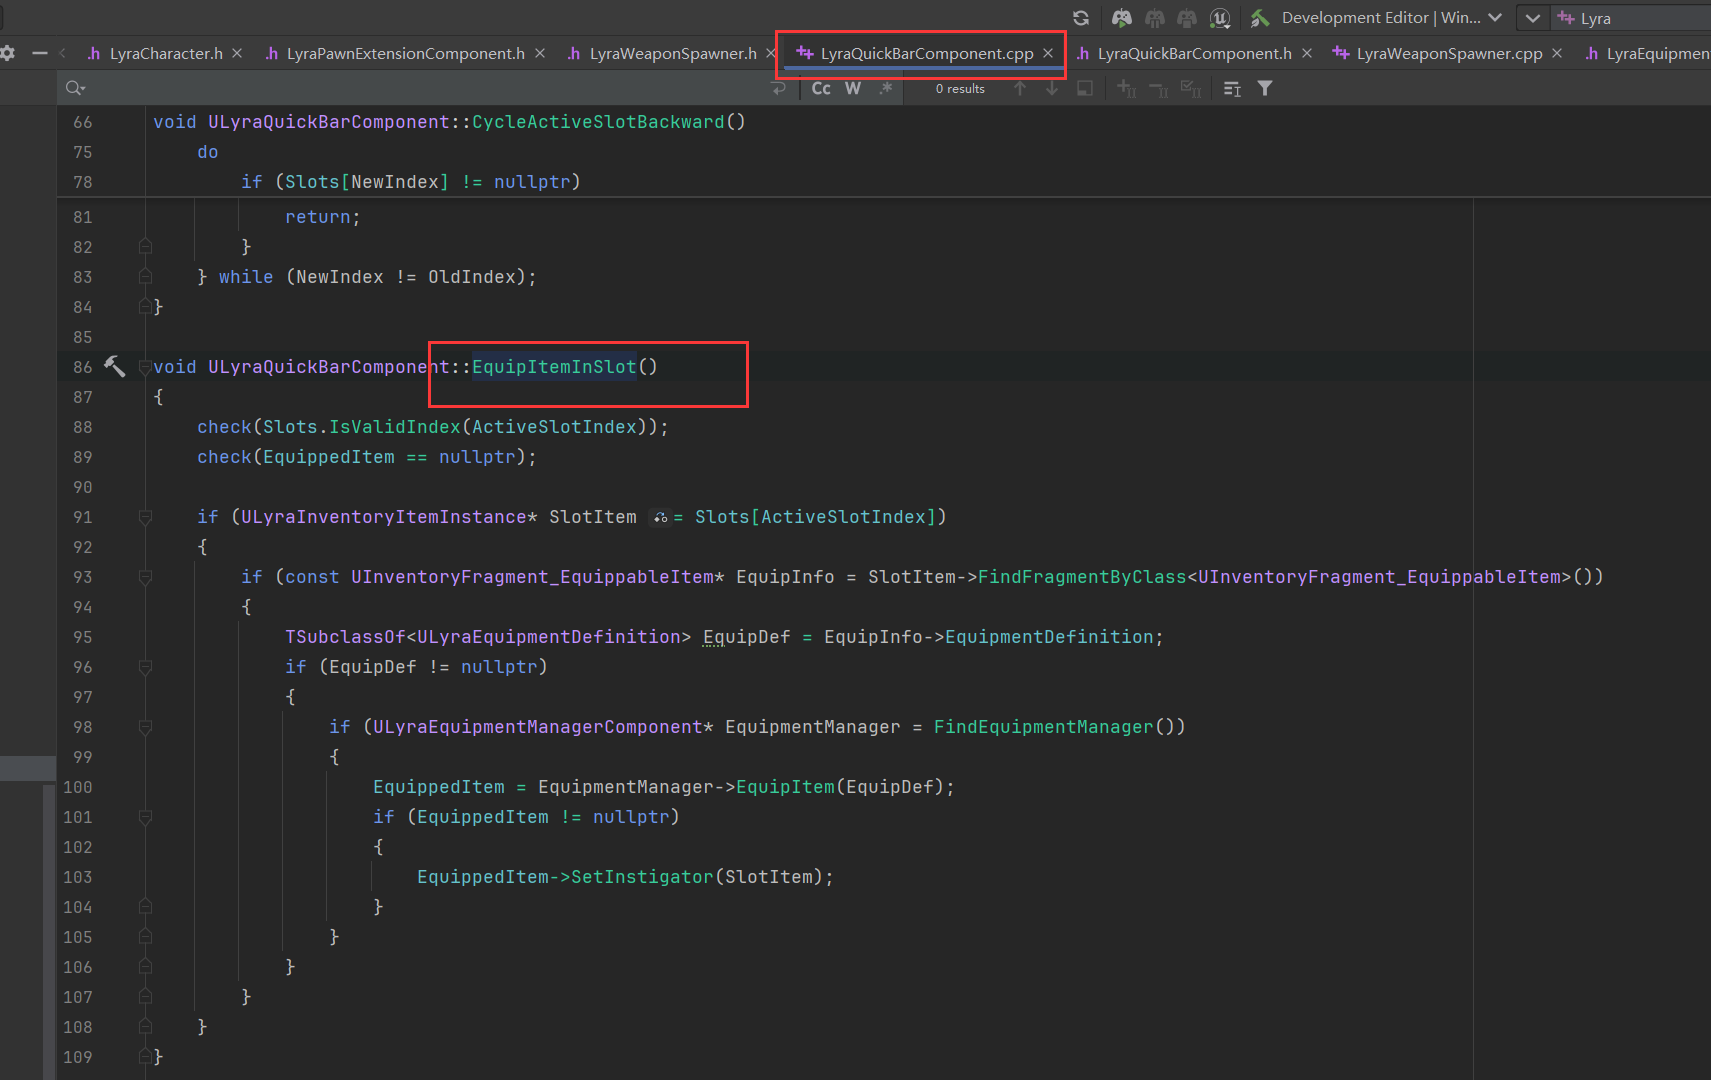 Development Editor | Win...
Lyra
LyraCharacter.h
LyraPawnExtensionComponent.h
LyraWeaponSpawner.h
LyraQuickBarComponent.cpp
LyraQuickBarComponent.h
LyraWeaponSpawner.cpp
LyraEquipmen
Cc W .* 0 results
66 void ULyraQuickBarComponent::CycleActiveSlotBackward()
75 do
78 if (Slots[NewIndex] != nullptr)
81 return;
82 }
83 } while (NewIndex != OldIndex);
84 }
85
86 void ULyraQuickBarComponent::EquipItemInSlot()
87 {
88 check(Slots.IsValidIndex(ActiveSlotIndex));
89 check(EquippedItem == nullptr);
90
91 if (ULyraInventoryItemInstance* SlotItem = Slots[ActiveSlotIndex])
92 {
93 if (const UInventoryFragment_EquippableItem* EquipInfo = SlotItem->FindFragmentByClass<UInventoryFragment_EquippableItem>())
94 {
95 TSubclassOf<ULyraEquipmentDefinition> EquipDef = EquipInfo->EquipmentDefinition;
96 if (EquipDef != nullptr)
97 {
98 if (ULyraEquipmentManagerComponent* EquipmentManager = FindEquipmentManager())
99 {
100 EquippedItem = EquipmentManager->EquipItem(EquipDef);
101 if (EquippedItem != nullptr)
102 {
103 EquippedItem->SetInstigator(SlotItem);
104 }
105 }
106 }
107 }
108 }
109 }